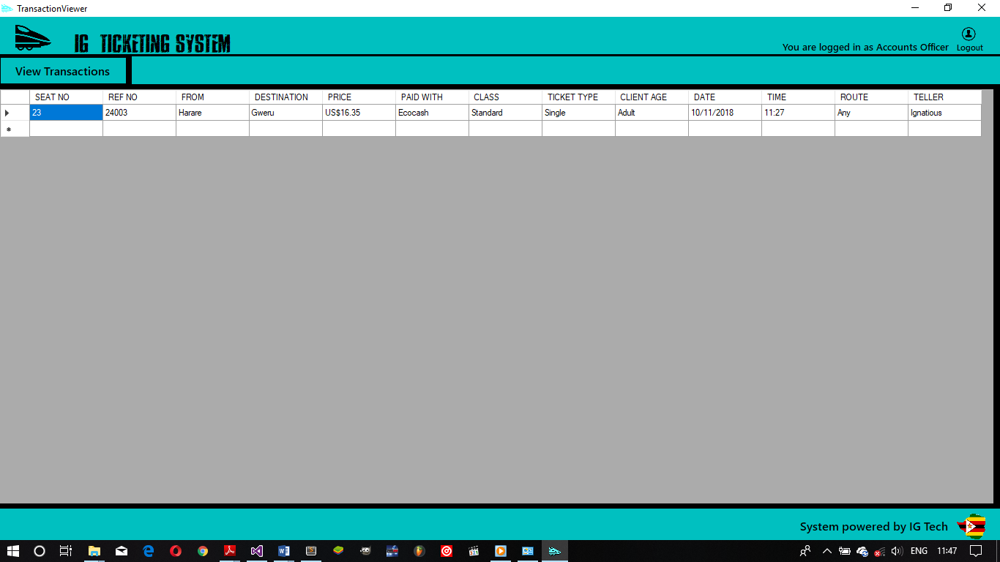 TransactionViewer
IG TICKETING SYSTEM
You are logged in as Accounts Officer
Logout
View Transactions
SEAT NO REF NO FROM DESTINATION PRICE PAID WITH CLASS TICKET TYPE CLIENT AGE DATE TIME ROUTE TELLER
23 24003 Harare Gweru US$16.35 Ecocash Standard Single Adult 10/11/2018 11:27 Any Ignatious
System powered by IG Tech
ENG 11:47